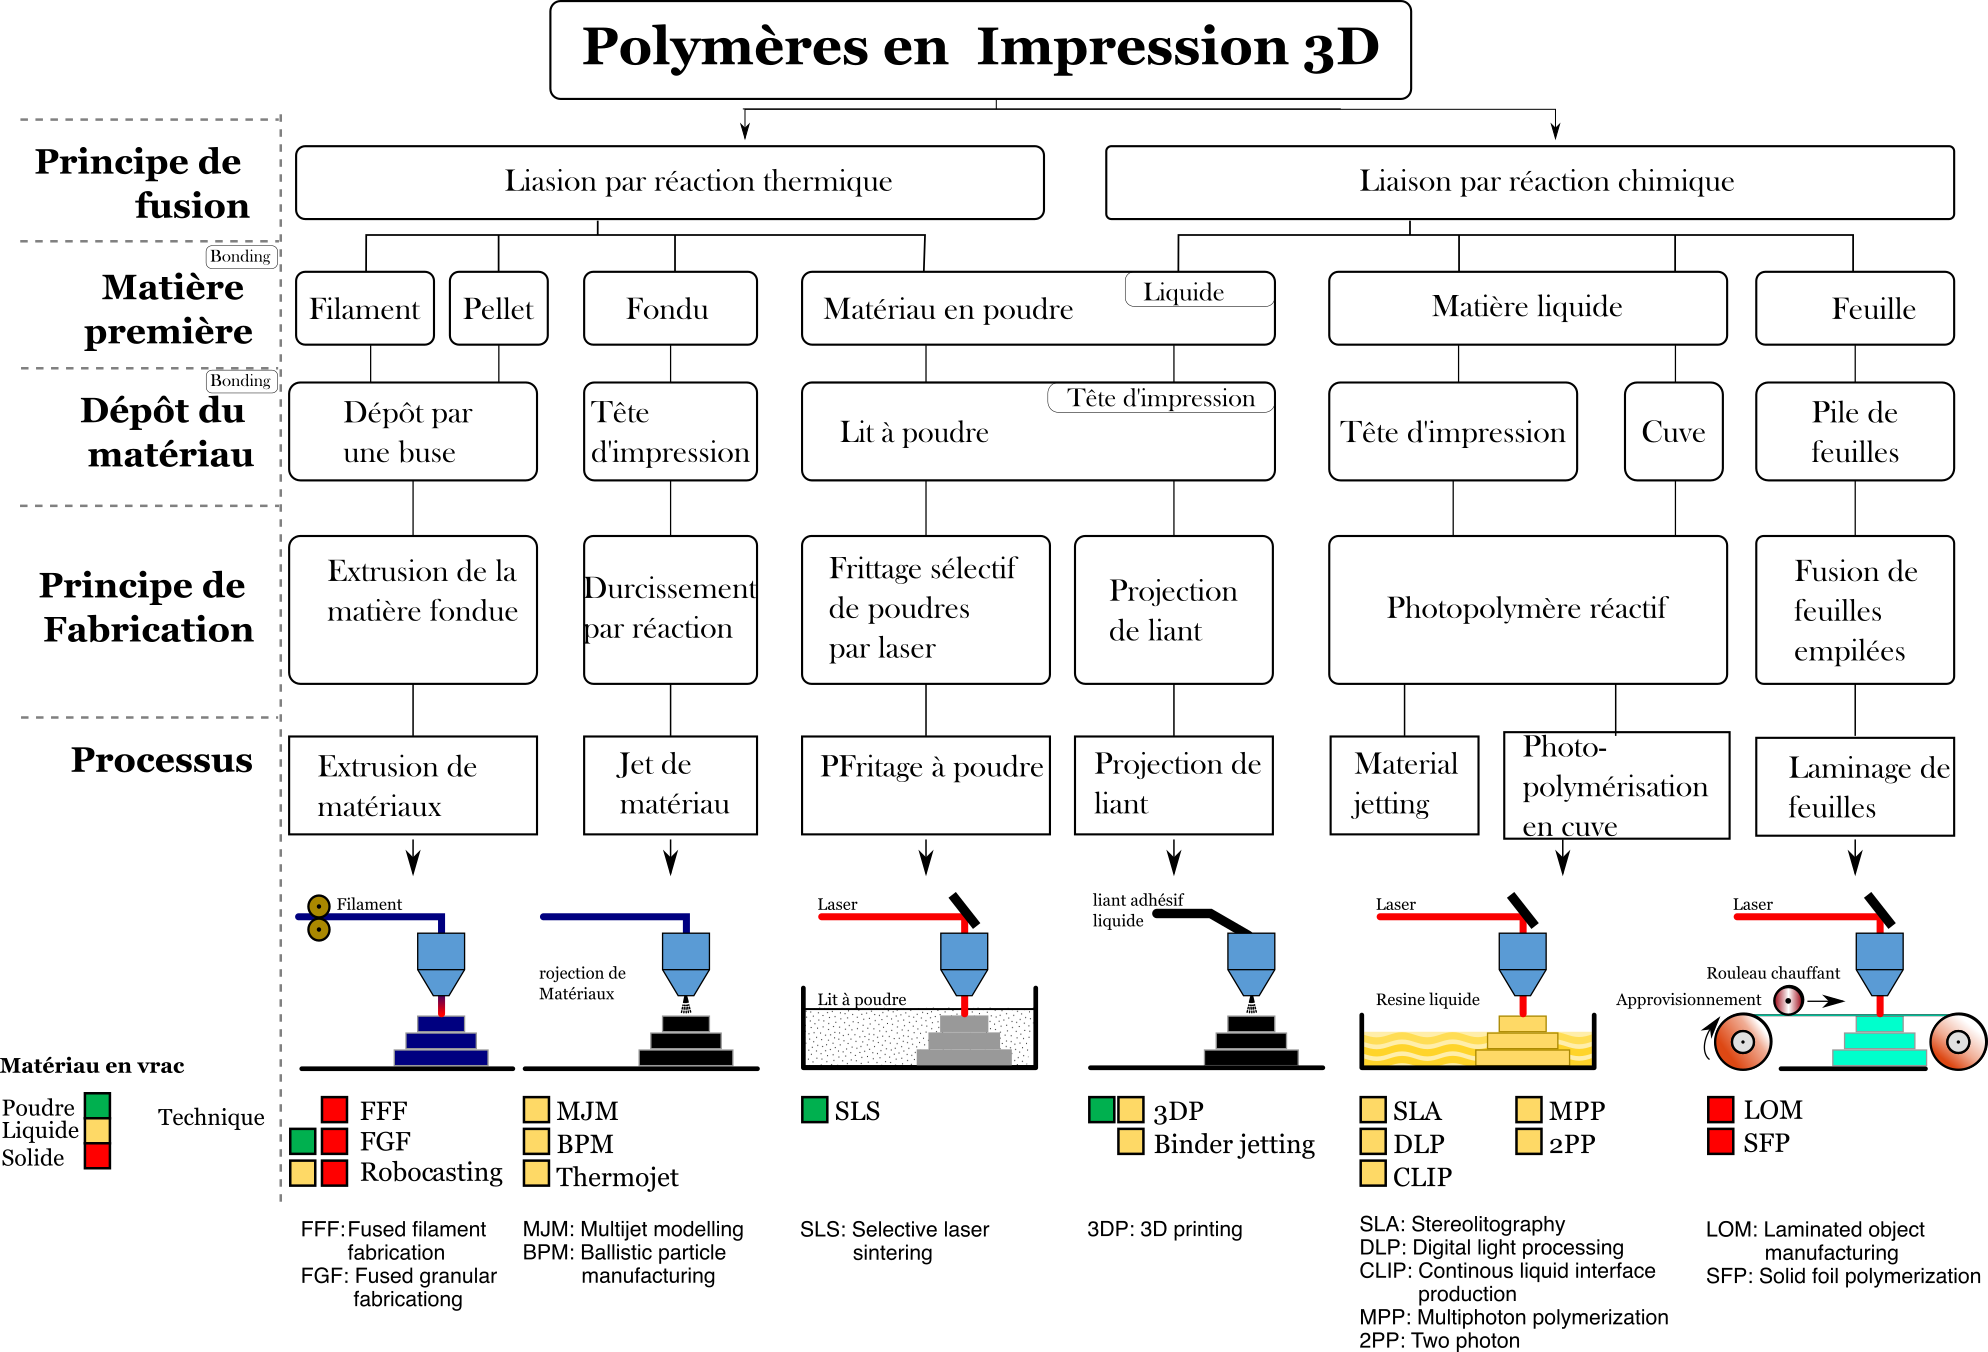 Polymères en Impression 3D
Principe de
fusion
Liasion par réaction thermique
Liaison par réaction chimique
Bonding
Matière
première
Filament
Pellet
Fondu
Matériau en poudre
Liquide
Matière liquide
Feuille
Bonding
Dépôt du
matériau
Dépôt par
une buse
Tête
d'impression
Lit à poudre
Tête d'impression
Tête d'impression
Cuve
Pile de
feuilles
Principe de
Fabrication
Extrusion de la
matière fondue
Durcissement
par réaction
Frittage sélectif
de poudres
par laser
Projection
de liant
Photopolymère réactif
Fusion de
feuilles
empilées
Processus
Extrusion de
matériaux
Jet de
matériau
PFritage à poudre
Projection de
liant
Material
jetting
Photo-
polymérisation
en cuve
Laminage de
feuilles
Filament
rojection de
Matériaux
Laser
Lit à poudre
liant adhésif
liquide
Laser
Resine liquide
Laser
Rouleau chauffant
Approvisionnement
Matériau en vrac
Poudre
Liquide
Solide
Technique
FFF
FGF
Robocasting
MJM
BPM
Thermojet
SLS
3DP
Binder jetting
SLA
DLP
CLIP
MPP
2PP
LOM
SFP
FFF: Fused filament
fabrication
FGF: Fused granular
fabricationg
MJM: Multijet modelling
BPM: Ballistic particle
manufacturing
SLS: Selective laser
sintering
3DP: 3D printing
SLA: Stereolitography
DLP: Digital light processing
CLIP: Continous liquid interface
production
MPP: Multiphoton polymerization
2PP: Two photon
LOM: Laminated object
manufacturing
SFP: Solid foil polymerization